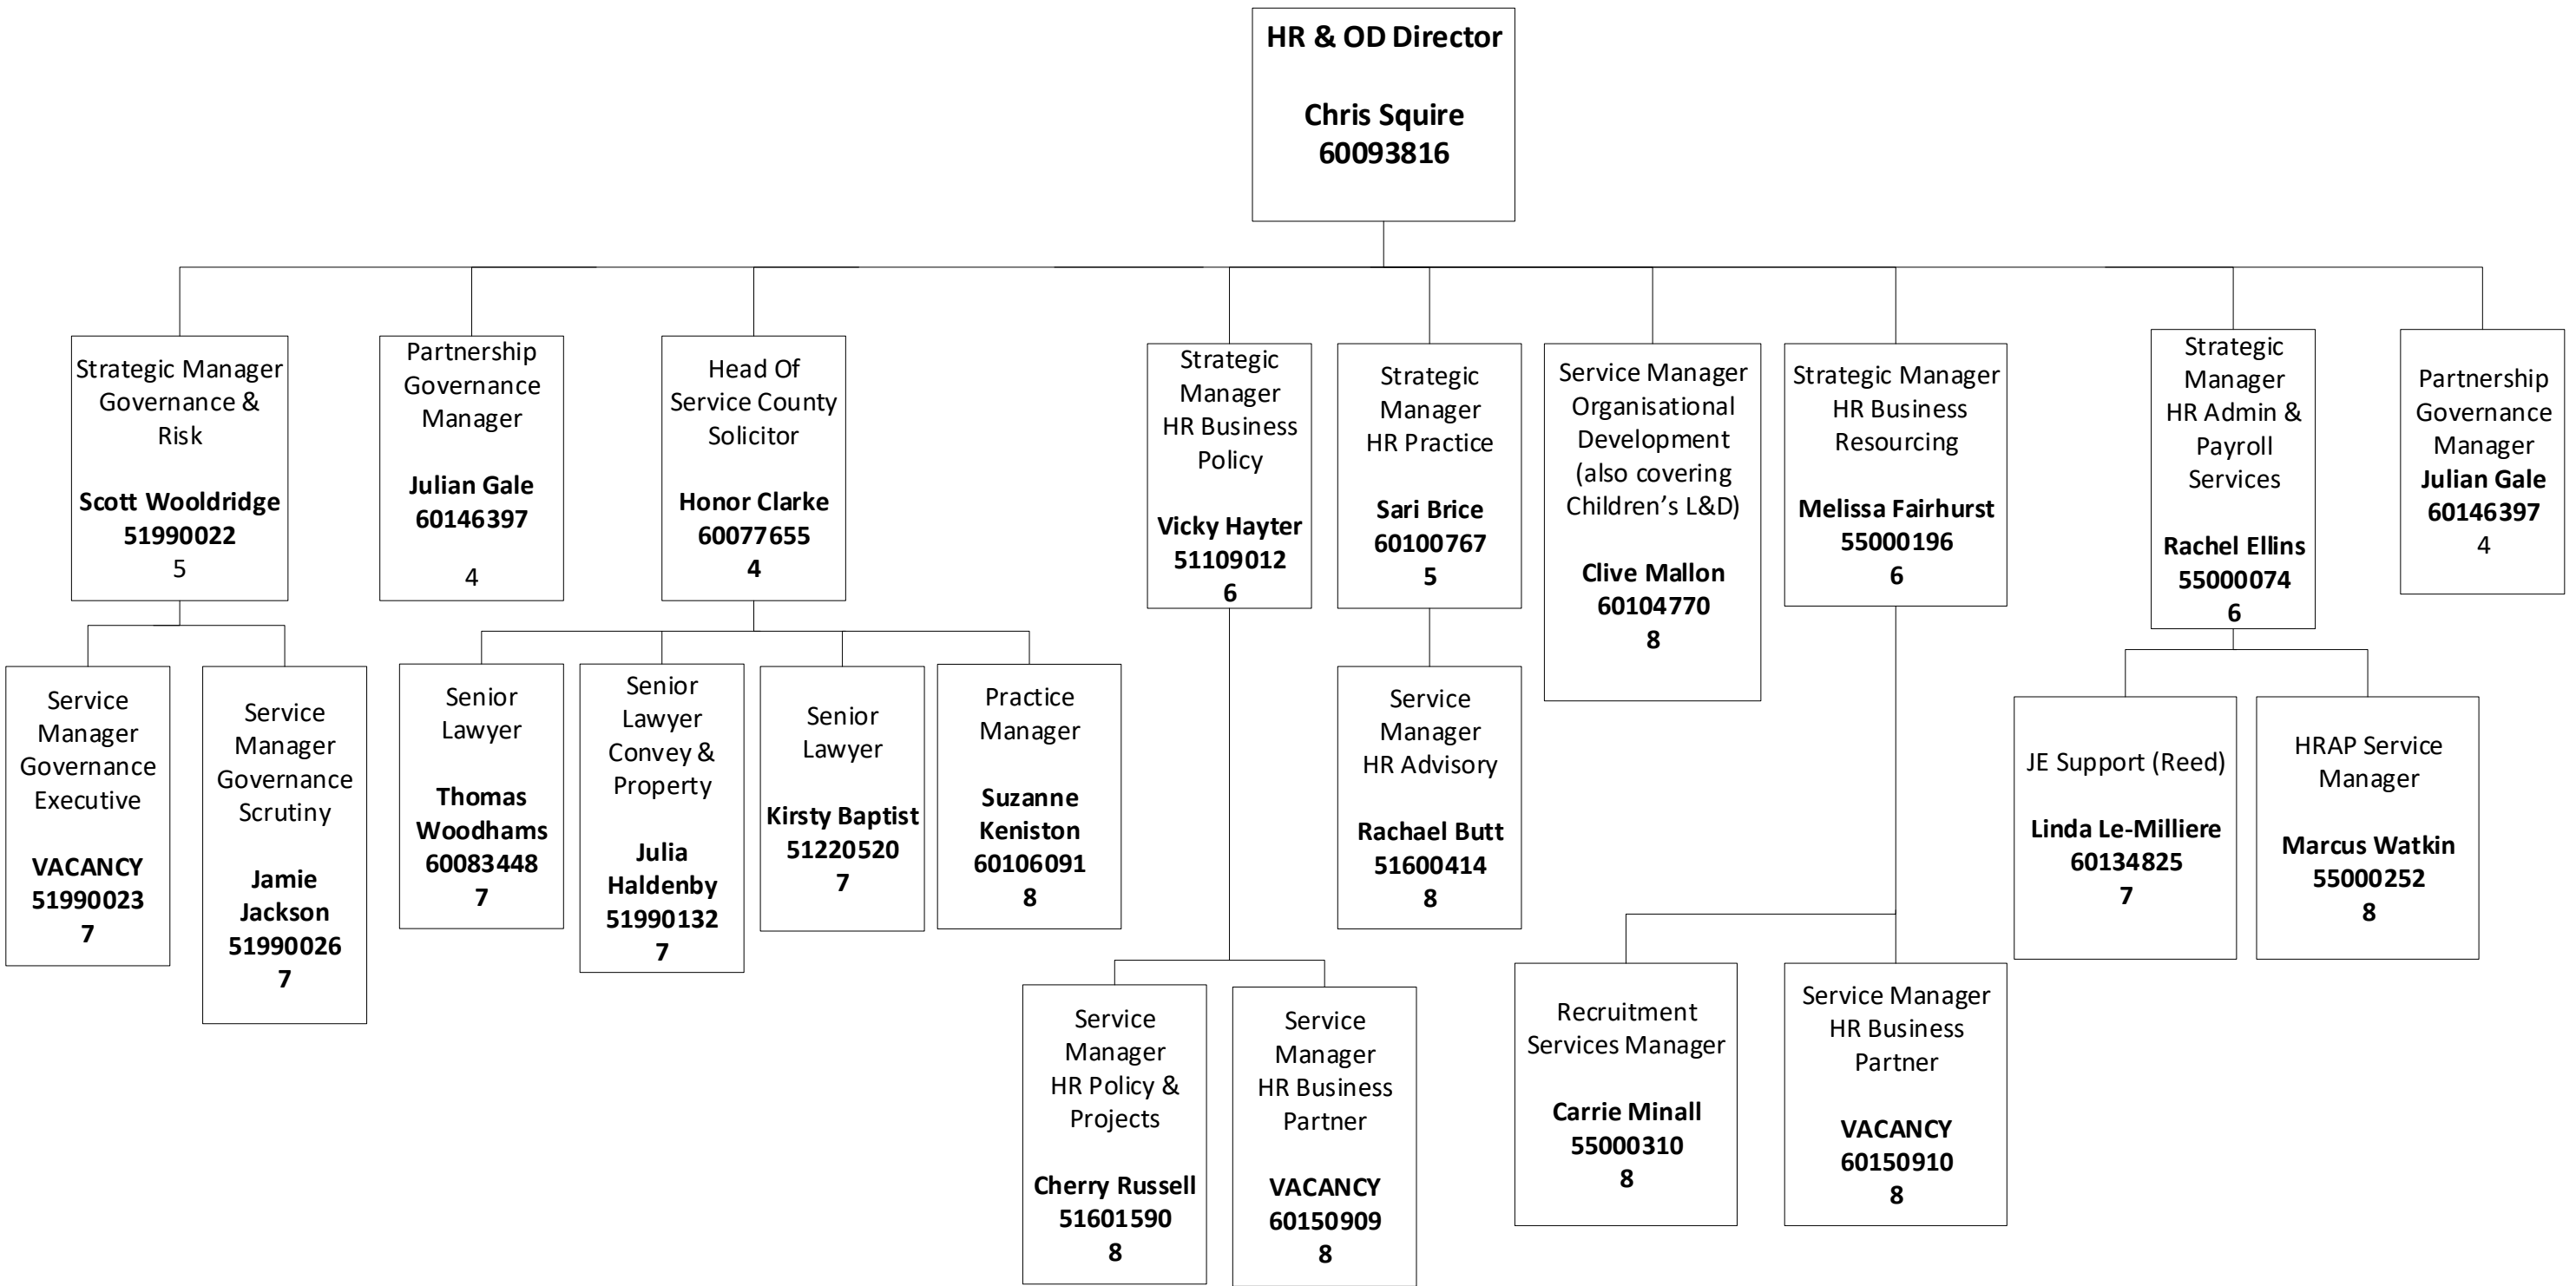 HR & OD Director
Chris Squire
60093816
Strategic Manager
Governance &
Risk
Scott Wooldridge
51990022
5
Partnership
Governance
Manager
Julian Gale
60146397
4
Head Of
Service County
Solicitor
Honor Clarke
60077655
4
Strategic
Manager
HR Business
Policy
Vicky Hayter
51109012
6
Strategic
Manager
HR Practice
Sari Brice
60100767
5
Service Manager
Organisational
Development
(also covering
Children’s L&D)
Clive Mallon
60104770
8
Strategic Manager
HR Business
Resourcing
Melissa Fairhurst
55000196
6
Strategic
Manager
HR Admin &
Payroll
Services
Rachel Ellins
55000074
6
Partnership
Governance
Manager
Julian Gale
60146397
4
Service
Manager
Governance
Executive
VACANCY
51990023
7
Service
Manager
Governance
Scrutiny
Jamie
Jackson
51990026
7
Senior
Lawyer
Thomas
Woodhams
60083448
7
Senior
Lawyer
Convey &
Property
Julia
Haldenby
51990132
7
Senior
Lawyer
Kirsty Baptist
51220520
7
Practice
Manager
Suzanne
Keniston
60106091
8
Service
Manager
HR Advisory
Rachael Butt
51600414
8
JE Support (Reed)
Linda Le-Milliere
60134825
7
HRAP Service
Manager
Marcus Watkin
55000252
8
Service
Manager
HR Policy &
Projects
Cherry Russell
51601590
8
Service
Manager
HR Business
Partner
VACANCY
60150909
8
Recruitment
Services Manager
Carrie Minall
55000310
8
Service Manager
HR Business
Partner
VACANCY
60150910
8